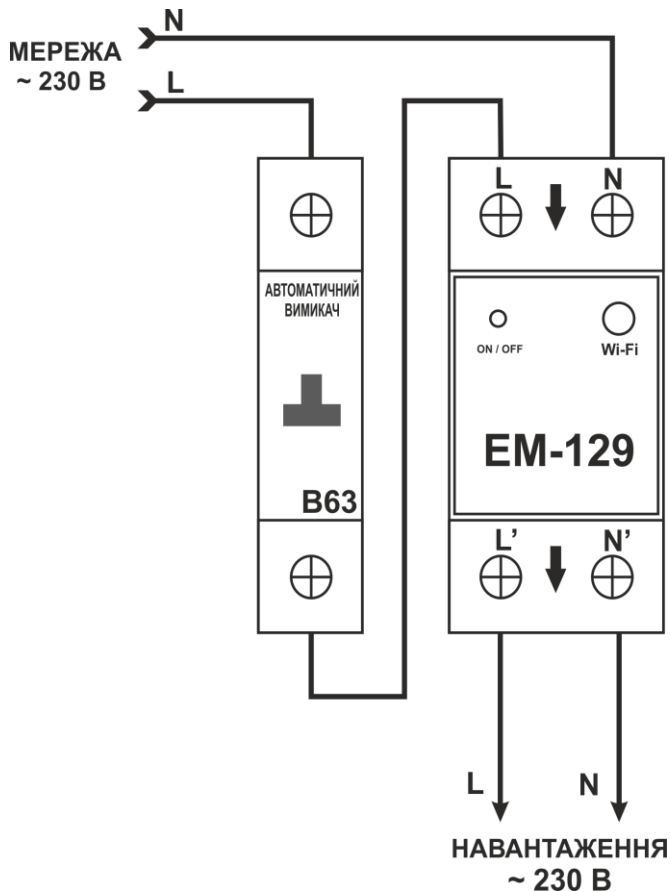 N
МЕРЕЖА
~ 230 В
L
L N
АВТОМАТИЧНИЙ
ВИМИКАЧ
ON / OFF Wi-Fi
EM-129
B63
L’ N’
L N
НАВАНТАЖЕННЯ
~ 230 В